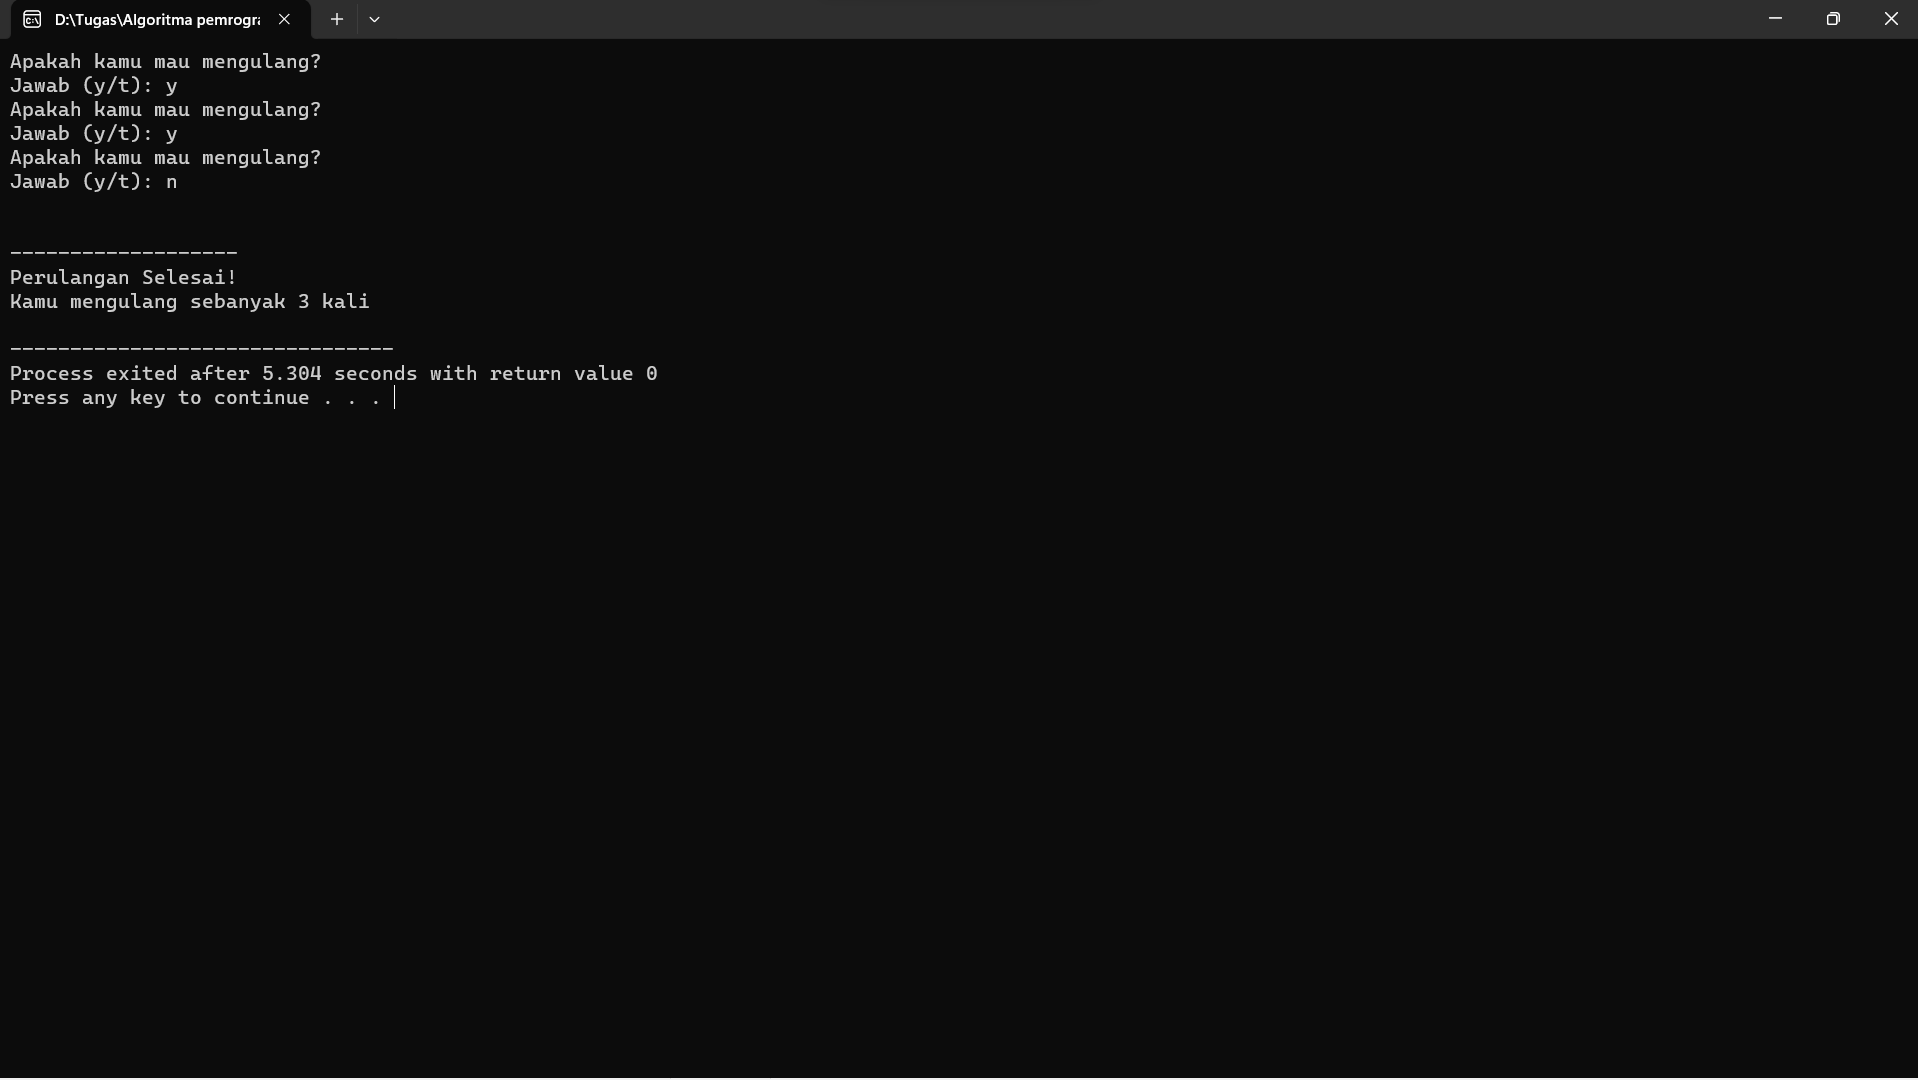 D:\Tugas\Algoritma pemrogra
Apakah kamu mau mengulang?
Jawab (y/t): y
Apakah kamu mau mengulang?
Jawab (y/t): y
Apakah kamu mau mengulang?
Jawab (y/t): n
-------------------
Perulangan Selesai!
Kamu mengulang sebanyak 3 kali
--------------------------------
Process exited after 5.304 seconds with return value 0
Press any key to continue . . .